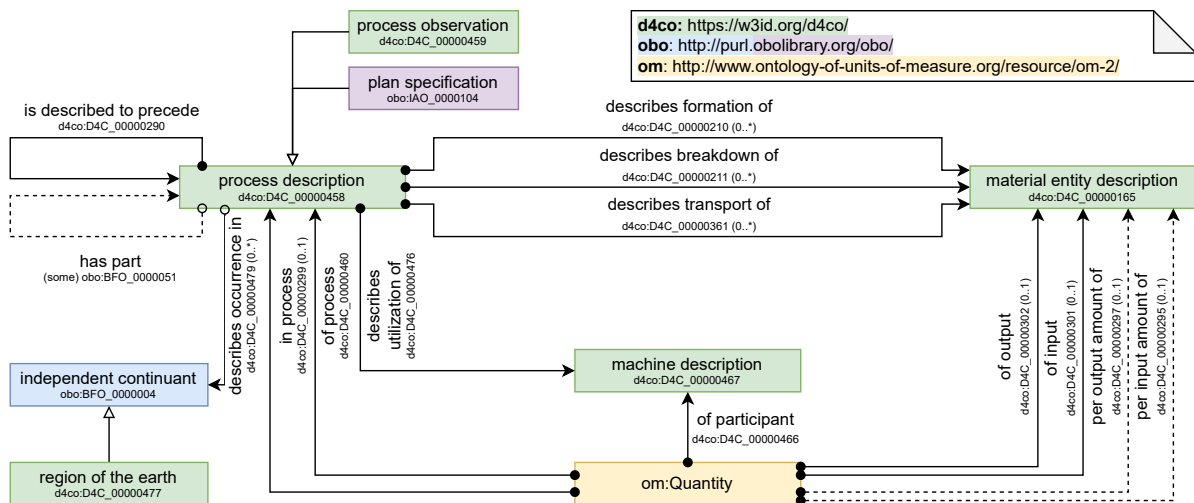 process observation
d4co:D4C_00000459
plan specification
obo:IAO_0000104
d4co: https://w3id.org/d4co/
obo: http://purl.obolibrary.org/obo/
om: http://www.ontology-of-units-of-measure.org/resource/om-2/
is described to precede
d4co:D4C_00000290
describes formation of
d4co:D4C_00000210 (0..*)
describes breakdown of
d4co:D4C_00000211 (0..*)
describes transport of
d4co:D4C_00000361 (0..*)
process description
d4co:D4C_00000458
material entity description
d4co:D4C_00000165
has part
(some) obo:BFO_0000051
describes occurrence in
d4co:D4C_00000479 (0..*)
in process
d4co:D4C_00000299 (0..1)
of process
d4co:D4C_00000460
describes
utilization of
d4co:D4C_00000476
of output
d4co:D4C_00000302 (0..1)
of input
d4co:D4C_00000301 (0..1)
per output amount of
d4co:D4C_00000297 (0..1)
per input amount of
d4co:D4C_00000295 (0..1)
independent continuant
obo:BFO_0000004
machine description
d4co:D4C_00000467
of participant
d4co:D4C_00000466
region of the earth
d4co:D4C_00000477
om:Quantity